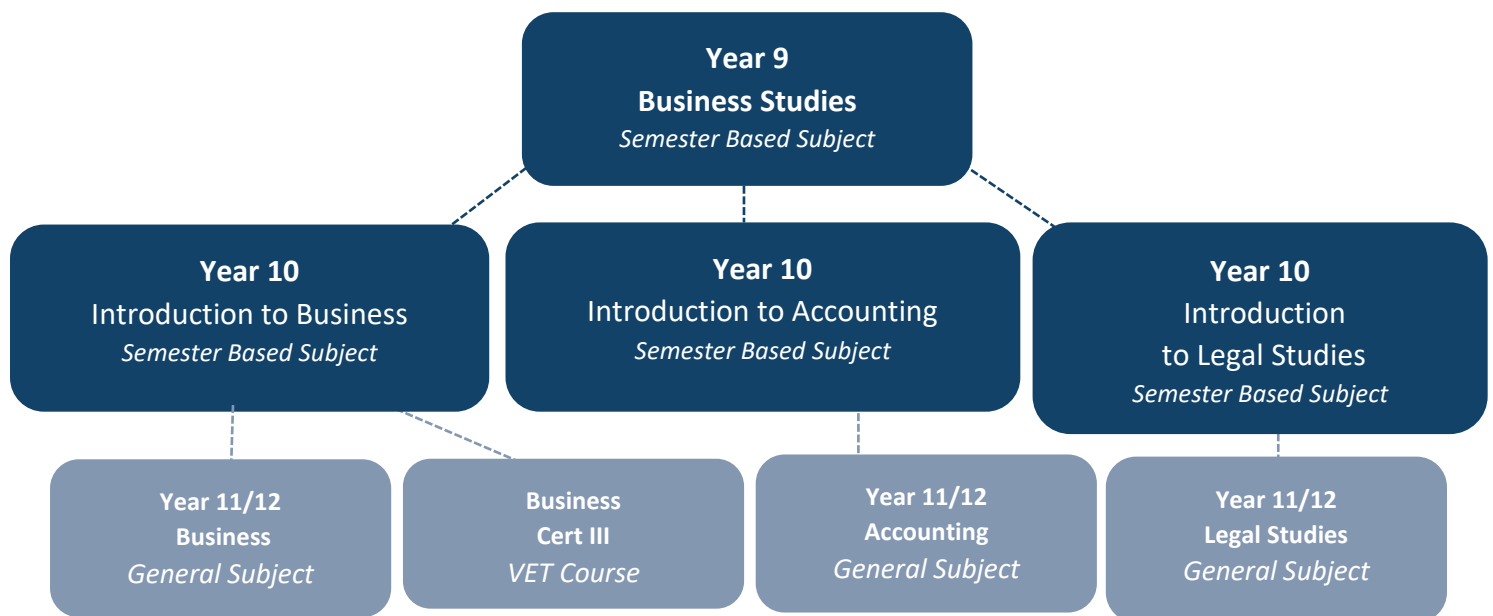 Year 9
Business Studies
Semester Based Subject
Year 10
Introduction to Business
Semester Based Subject
Year 10
Introduction to Accounting
Semester Based Subject
Year 10
Introduction
to Legal Studies
Semester Based Subject
Year 11/12
Business
General Subject
Business
Cert III
VET Course
Year 11/12
Accounting
General Subject
Year 11/12
Legal Studies
General Subject